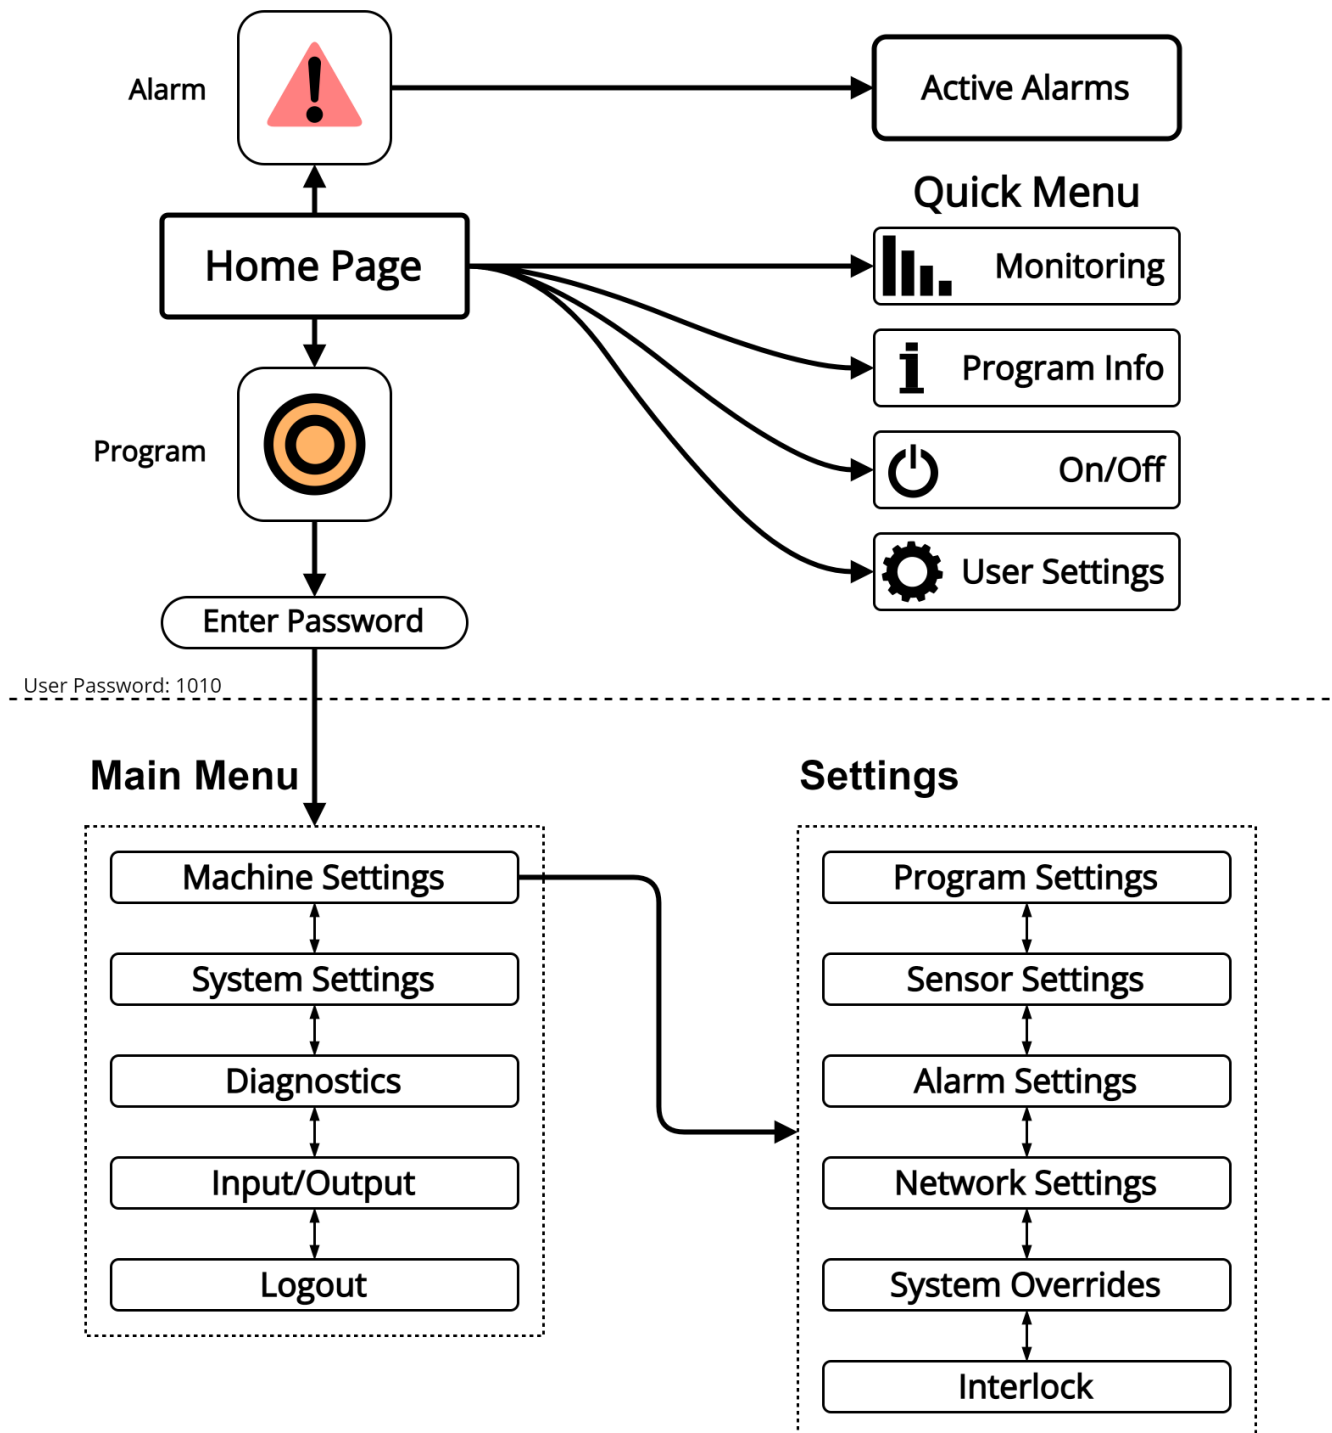 Alarm
Active Alarms
Quick Menu
Home Page
Monitoring
Program Info
Program
On/Off
User Settings
Enter Password
User Password: 1010
Main Menu
Machine Settings
System Settings
Diagnostics
Input/Output
Logout
Settings
Program Settings
Sensor Settings
Alarm Settings
Network Settings
System Overrides
Interlock